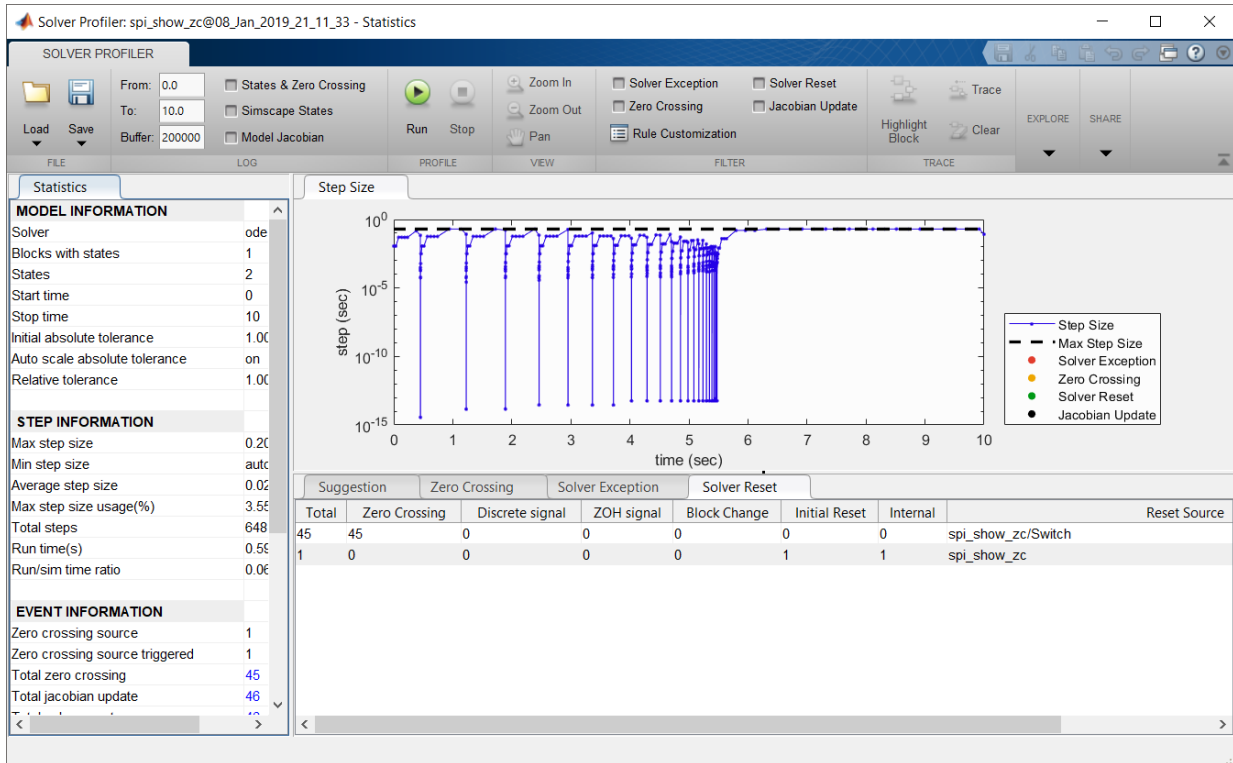 Solver Profiler: spi_show_zc@08_Jan_2019_21_11_33 - Statistics
SOLVER PROFILER
Load
Save
FILE
From: 0.0
To: 10.0
Buffer: 200000
States & Zero Crossing
Simscape States
Model Jacobian
LOG
Run
Stop
PROFILE
Zoom In
Zoom Out
Pan
VIEW
Solver Exception
Solver Reset
Zero Crossing
Jacobian Update
Rule Customization
FILTER
Highlight
Block
Trace
Clear
TRACE
EXPLORE
SHARE
Statistics
MODEL INFORMATION
Solver ode
Blocks with states 1
States 2
Start time 0
Stop time 10
Initial absolute tolerance 1.00
Auto scale absolute tolerance on
Relative tolerance 1.00
STEP INFORMATION
Max step size 0.20
Min step size auto
Average step size 0.02
Max step size usage(%) 3.55
Total steps 648
Run time(s) 0.59
Run/sim time ratio 0.06
EVENT INFORMATION
Zero crossing source 1
Zero crossing source triggered 1
Total zero crossing 45
Total jacobian update 46
Step Size
10^0
10^-5
10^-10
10^-15
step (sec)
0 1 2 3 4 5 6 7 8 9 10
time (sec)
Step Size
Max Step Size
Solver Exception
Zero Crossing
Solver Reset
Jacobian Update
Suggestion Zero Crossing Solver Exception Solver Reset
Total Zero Crossing Discrete signal ZOH signal Block Change Initial Reset Internal Reset Source
45 45 0 0 0 0 0 spi_show_zc/Switch
1 0 0 0 0 1 1 spi_show_zc